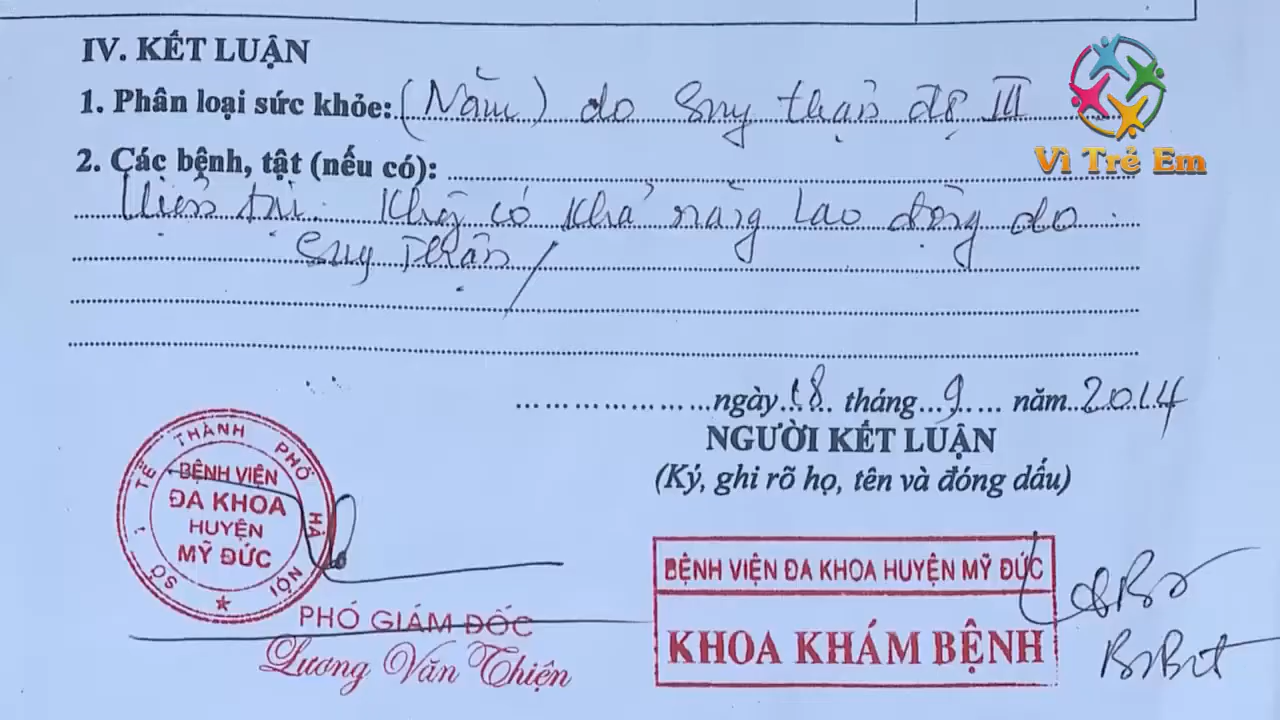 IV. KẾT LUẬN
Vì Trẻ Em
1. Phân loại sức khỏe: (Năm) do Suy thận độ III
2. Các bệnh, tật (nếu có):
Hiện tại. Không có khả năng lao động do
Suy Thận
ngày 18 tháng 9 năm 2014
NGƯỜI KẾT LUẬN
(Ký, ghi rõ họ, tên và đóng dấu)
SỞ Y TẾ THÀNH PHỐ HÀ NỘI
BỆNH VIỆN
ĐA KHOA
HUYỆN
MỸ ĐỨC
PHÓ GIÁM ĐỐC
Lương Văn Thiện
BỆNH VIỆN ĐA KHOA HUYỆN MỸ ĐỨC
KHOA KHÁM BỆNH